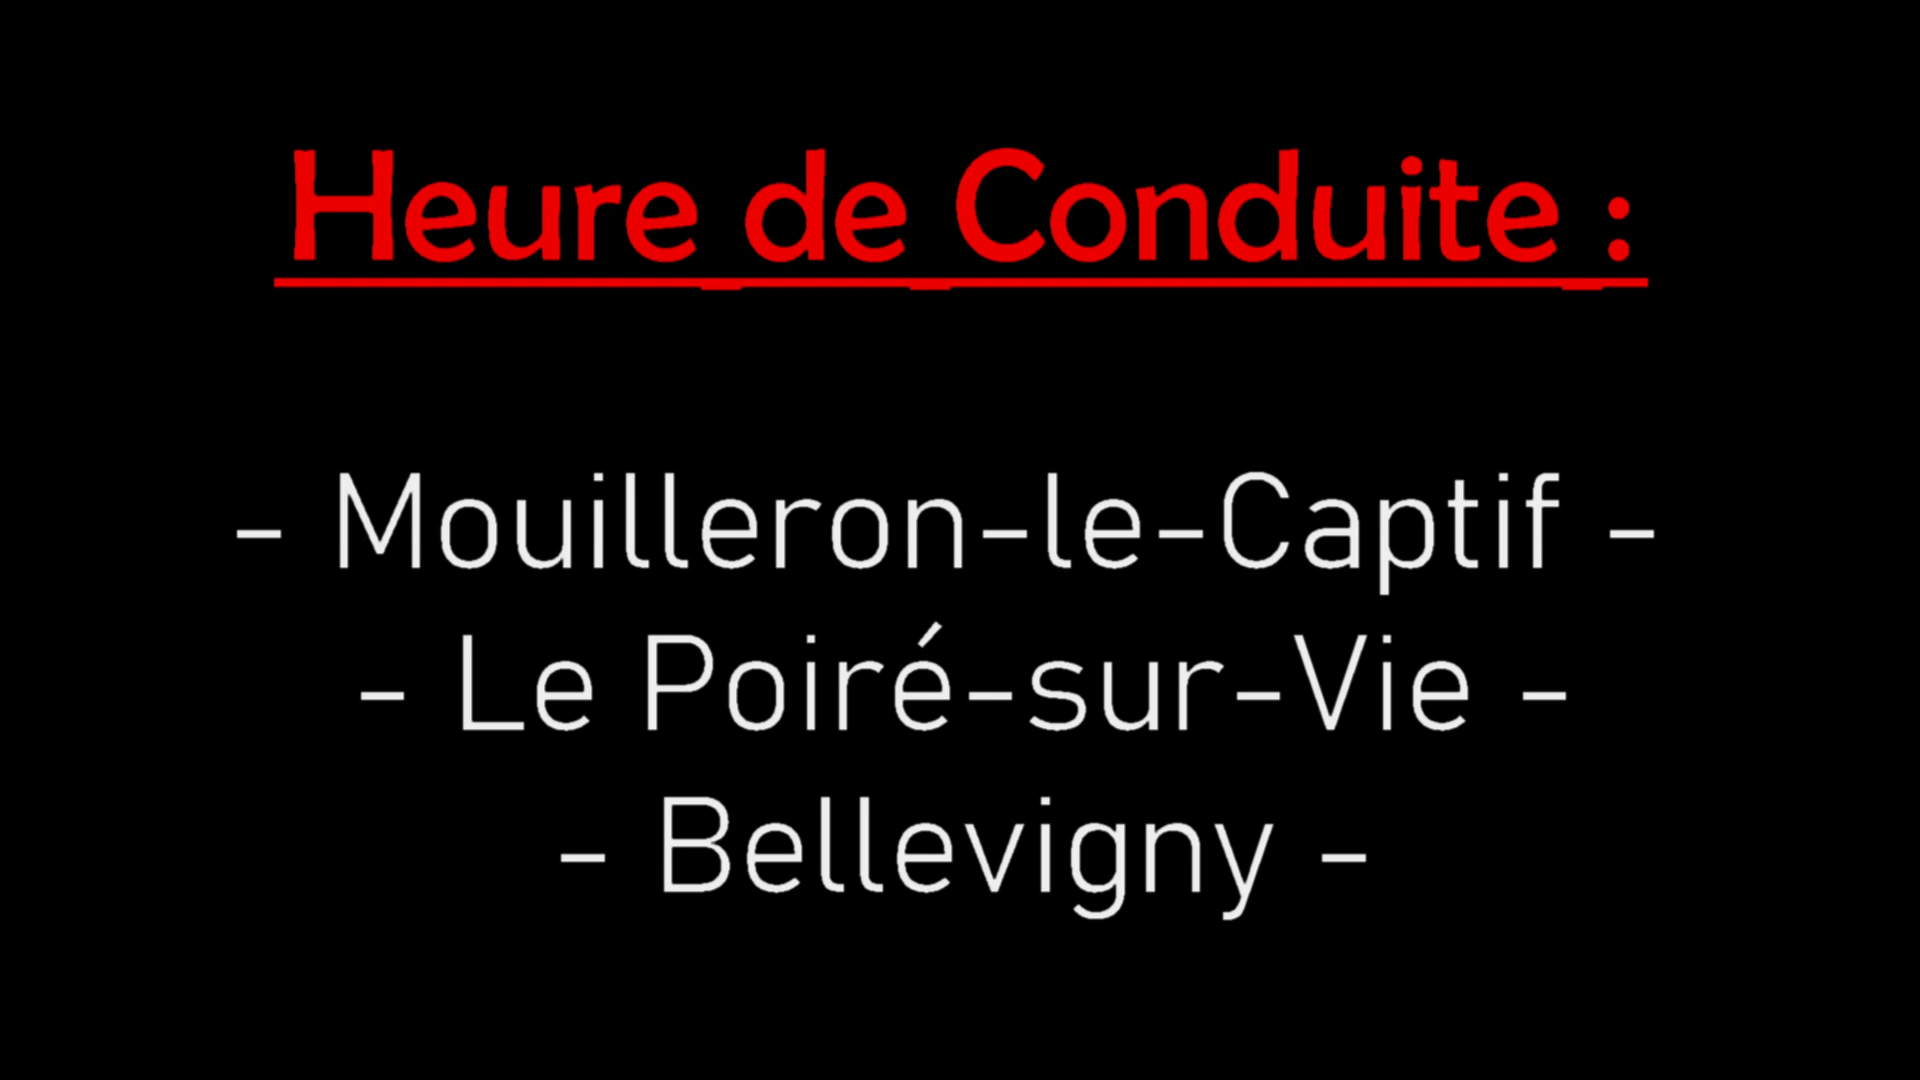 Heure de Conduite :
- Mouilleron-le-Captif -
- Le Poiré-sur-Vie -
- Bellevigny -